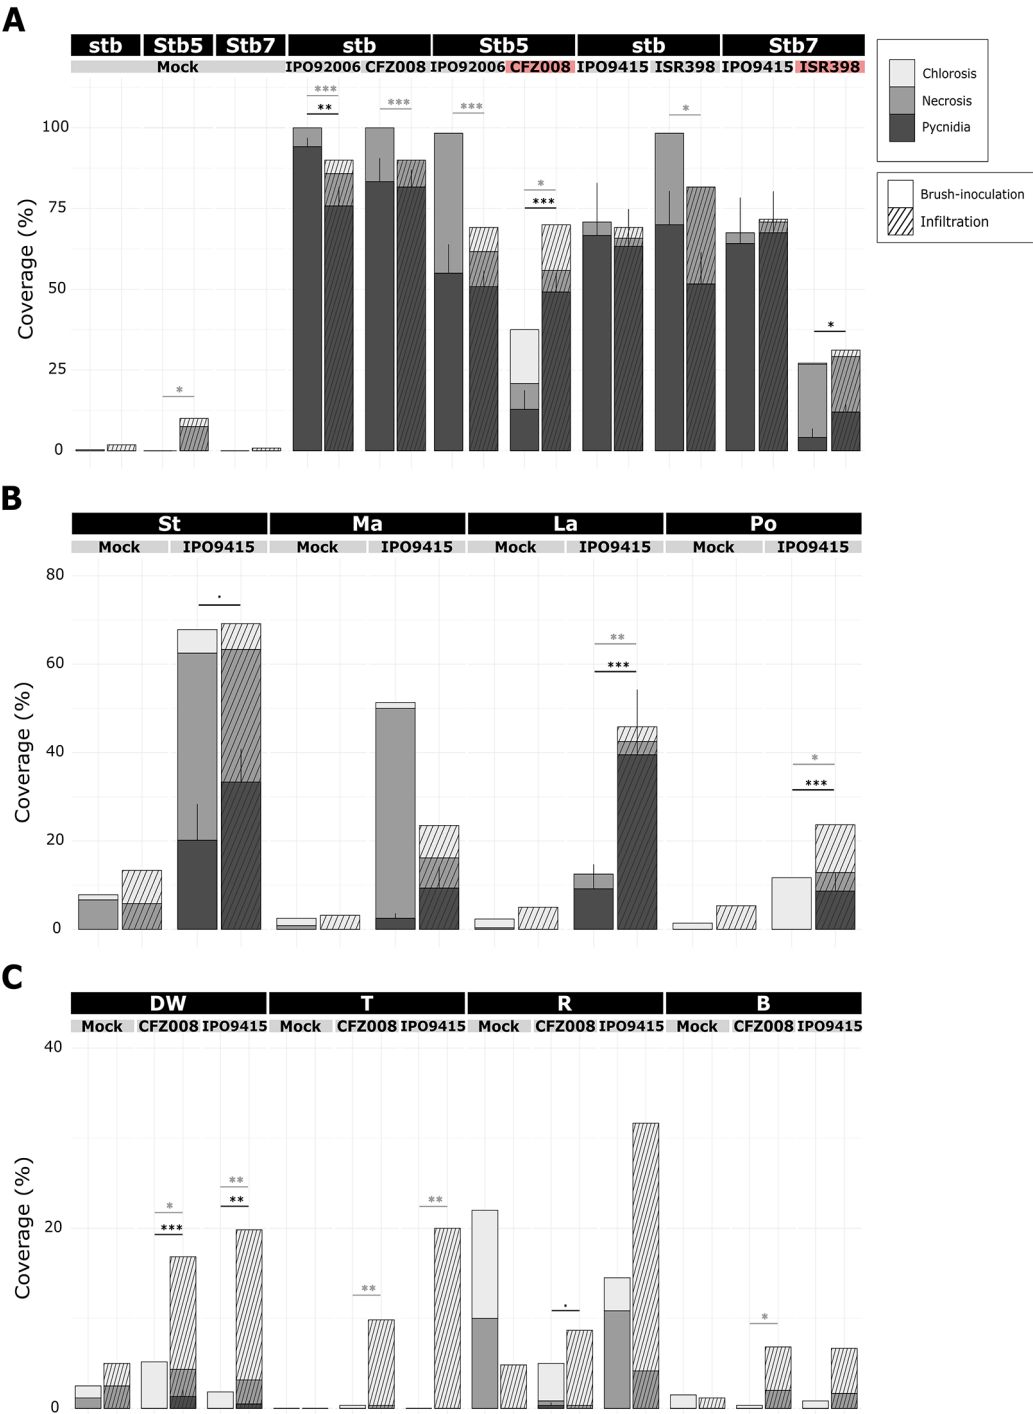 A
stb Stb5 Stb7 stb Stb5 stb Stb7
Mock IPO92006 CFZ008 IPO92006 CFZ008 IPO9415 ISR398 IPO9415 ISR398
Chlorosis
Necrosis
Pycnidia
Brush-inoculation
Infiltration
Coverage (%)
100
75
50
25
0
*** ** *** *** * *** * * *
B
St Ma La Po
Mock IPO9415 Mock IPO9415 Mock IPO9415 Mock IPO9415
Coverage (%)
80
60
40
20
0
. ** *** * ***
C
DW T R B
Mock CFZ008 IPO9415 Mock CFZ008 IPO9415 Mock CFZ008 IPO9415 Mock CFZ008 IPO9415
Coverage (%)
40
20
0
* *** ** ** ** ** . *